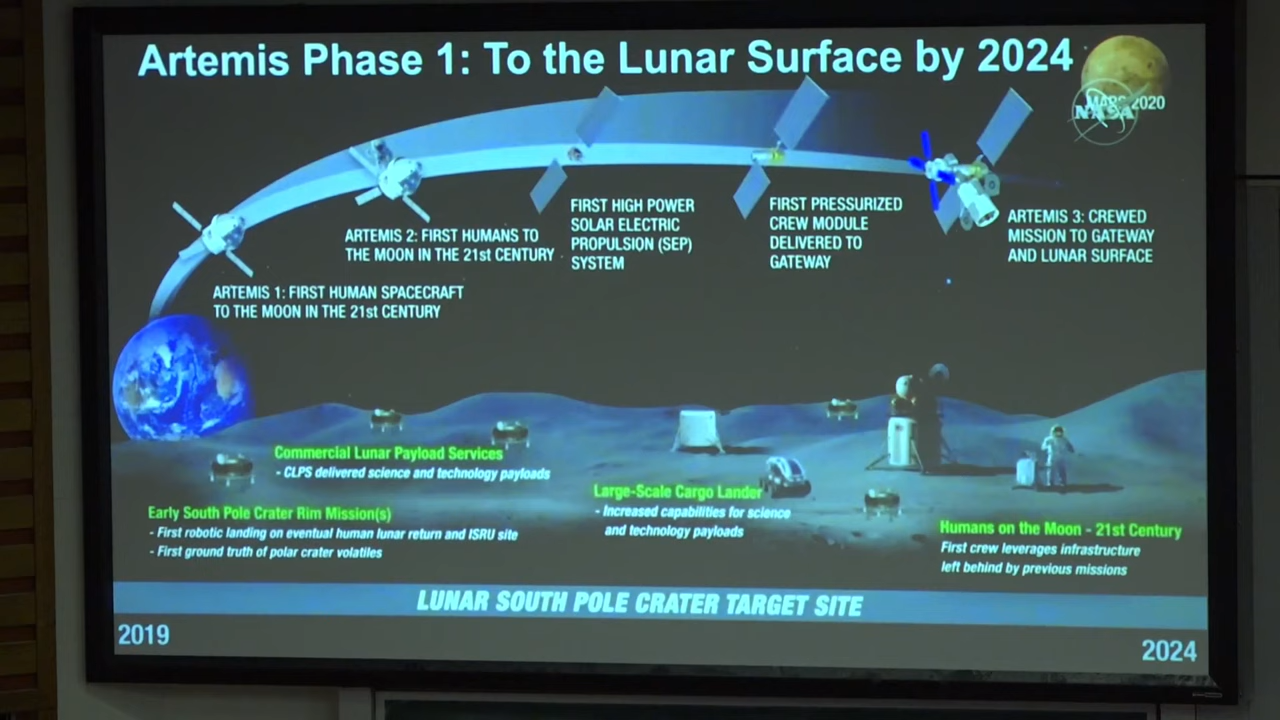 Artemis Phase 1: To the Lunar Surface by 2024
MARS 2020
NASA
ARTEMIS 1: FIRST HUMAN SPACECRAFT
TO THE MOON IN THE 21st CENTURY
ARTEMIS 2: FIRST HUMANS TO
THE MOON IN THE 21st CENTURY
FIRST HIGH POWER
SOLAR ELECTRIC
PROPULSION (SEP)
SYSTEM
FIRST PRESSURIZED
CREW MODULE
DELIVERED TO
GATEWAY
ARTEMIS 3: CREWED
MISSION TO GATEWAY
AND LUNAR SURFACE
Commercial Lunar Payload Services
- CLPS delivered science and technology payloads
Early South Pole Crater Rim Mission(s)
- First robotic landing on eventual human lunar return and ISRU site
- First ground truth of polar crater volatiles
Large-Scale Cargo Lander
- Increased capabilities for science
and technology payloads
Humans on the Moon - 21st Century
First crew leverages infrastructure
left behind by previous missions
LUNAR SOUTH POLE CRATER TARGET SITE
2019
2024